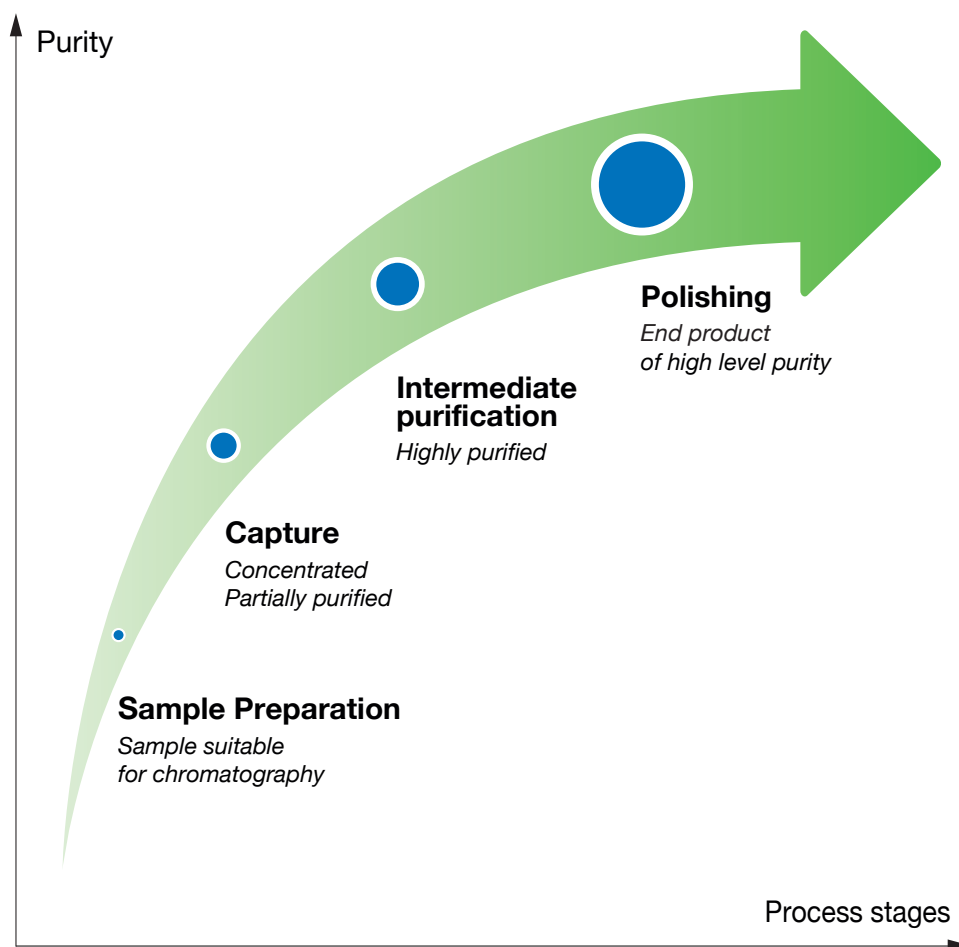 Purity
Polishing
End product
of high level purity
Intermediate
purification
Highly purified
Capture
Concentrated
Partially purified
Sample Preparation
Sample suitable
for chromatography
Process stages